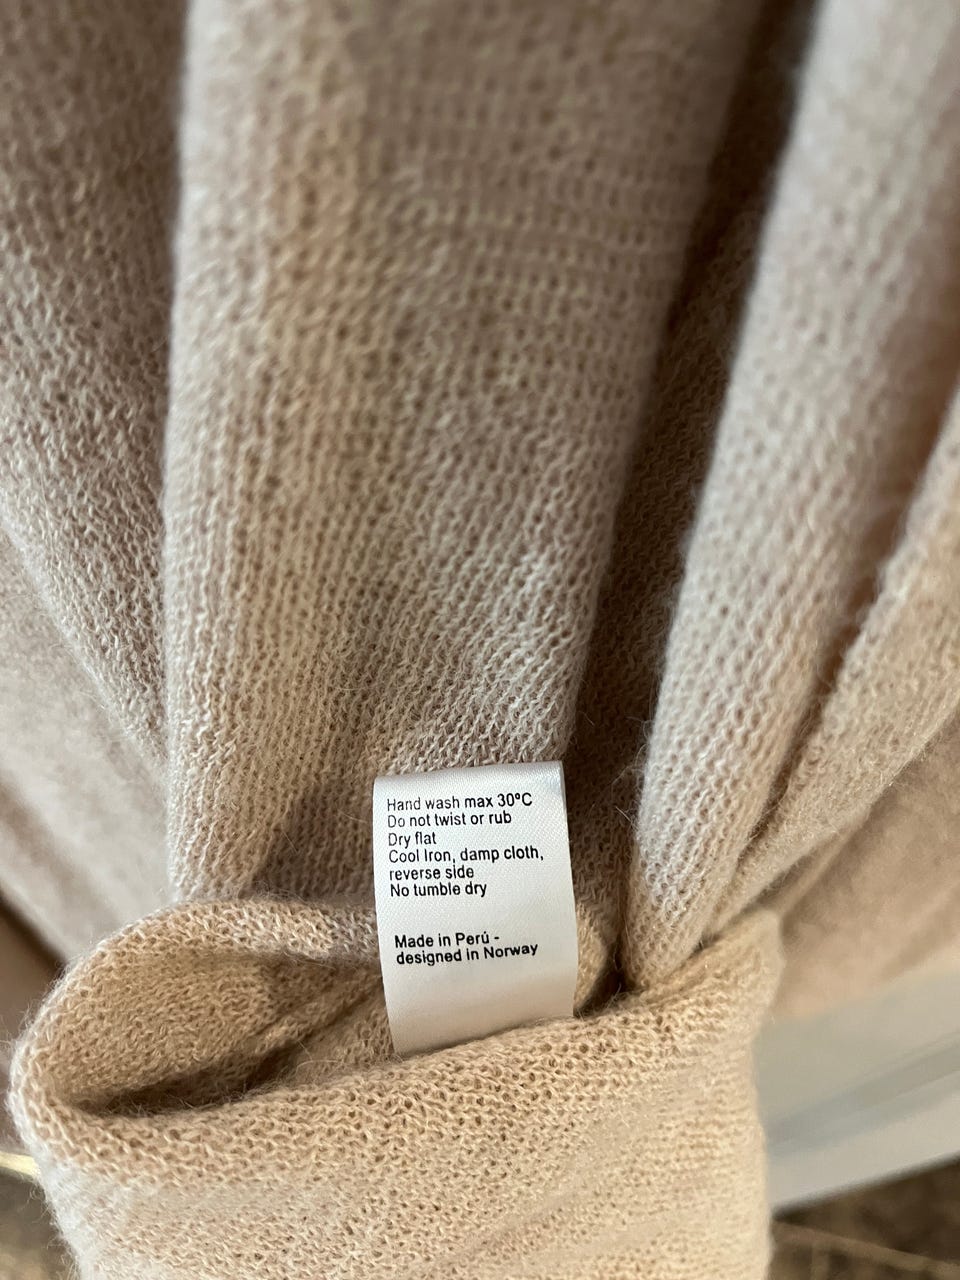 Hand wash max 30ºC
Do not twist or rub
Dry flat
Cool Iron, damp cloth,
reverse side
No tumble dry
Made in Perú -
designed in Norway